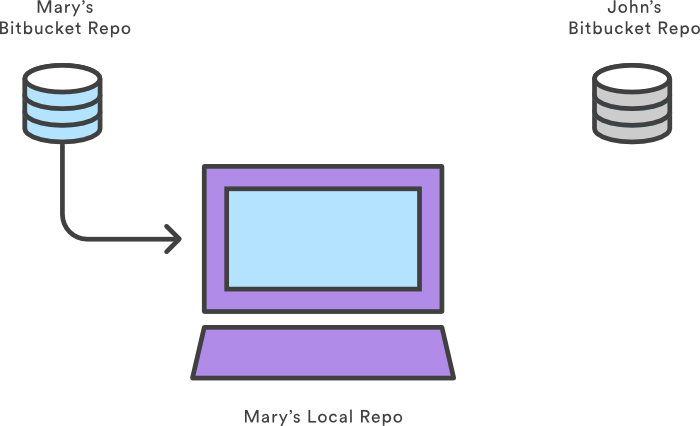 Mary’s
Bitbucket Repo
John’s
Bitbucket Repo
Mary’s Local Repo